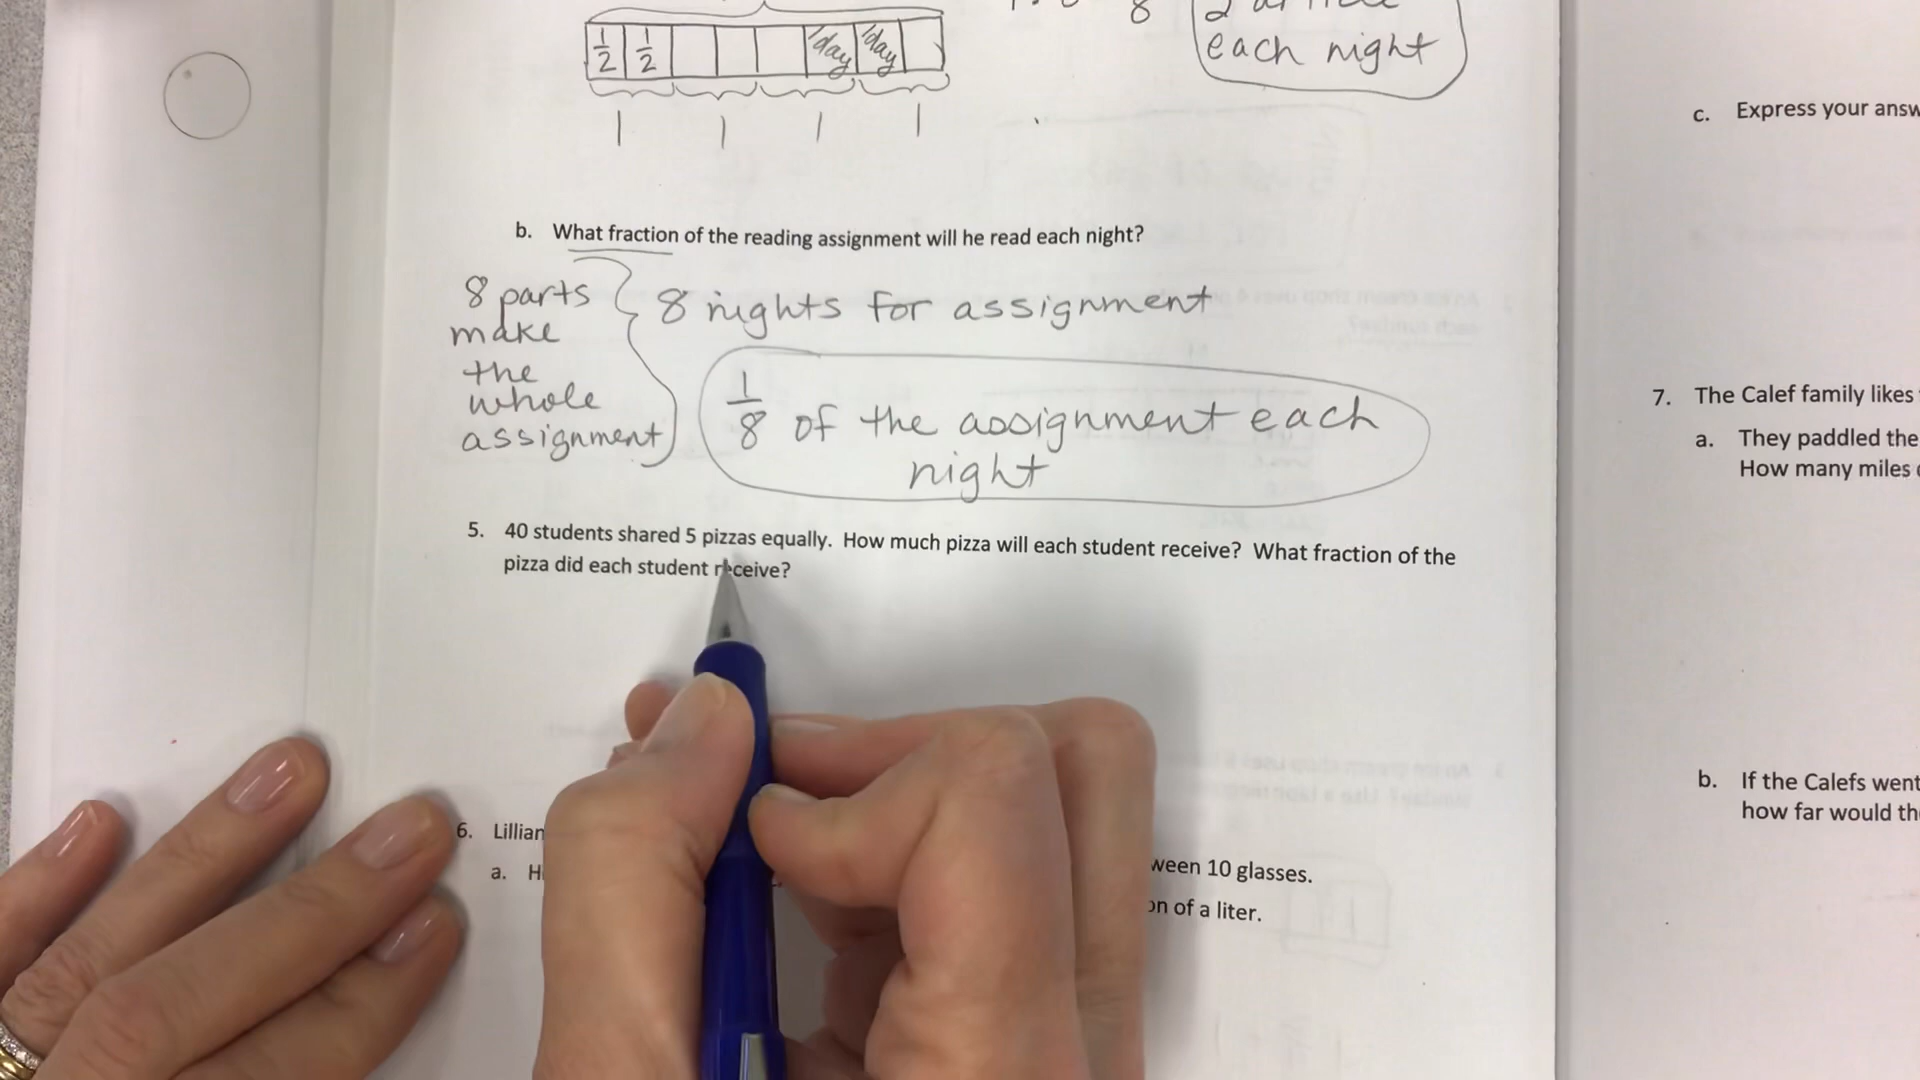 1/2 1/2 1day 1day
each night
1 1 1 1
b. What fraction of the reading assignment will he read each night?
8 parts make the whole assignment
8 nights for assignment
1/8 of the assignment each
night
5. 40 students shared 5 pizzas equally. How much pizza will each student receive? What fraction of the
pizza did each student receive?
6. Lillian
ween 10 glasses.
a.
of a liter.
c. Express your
7. The Calef family likes
a. They paddled the
How many miles
b. If the Calefs went
how far would